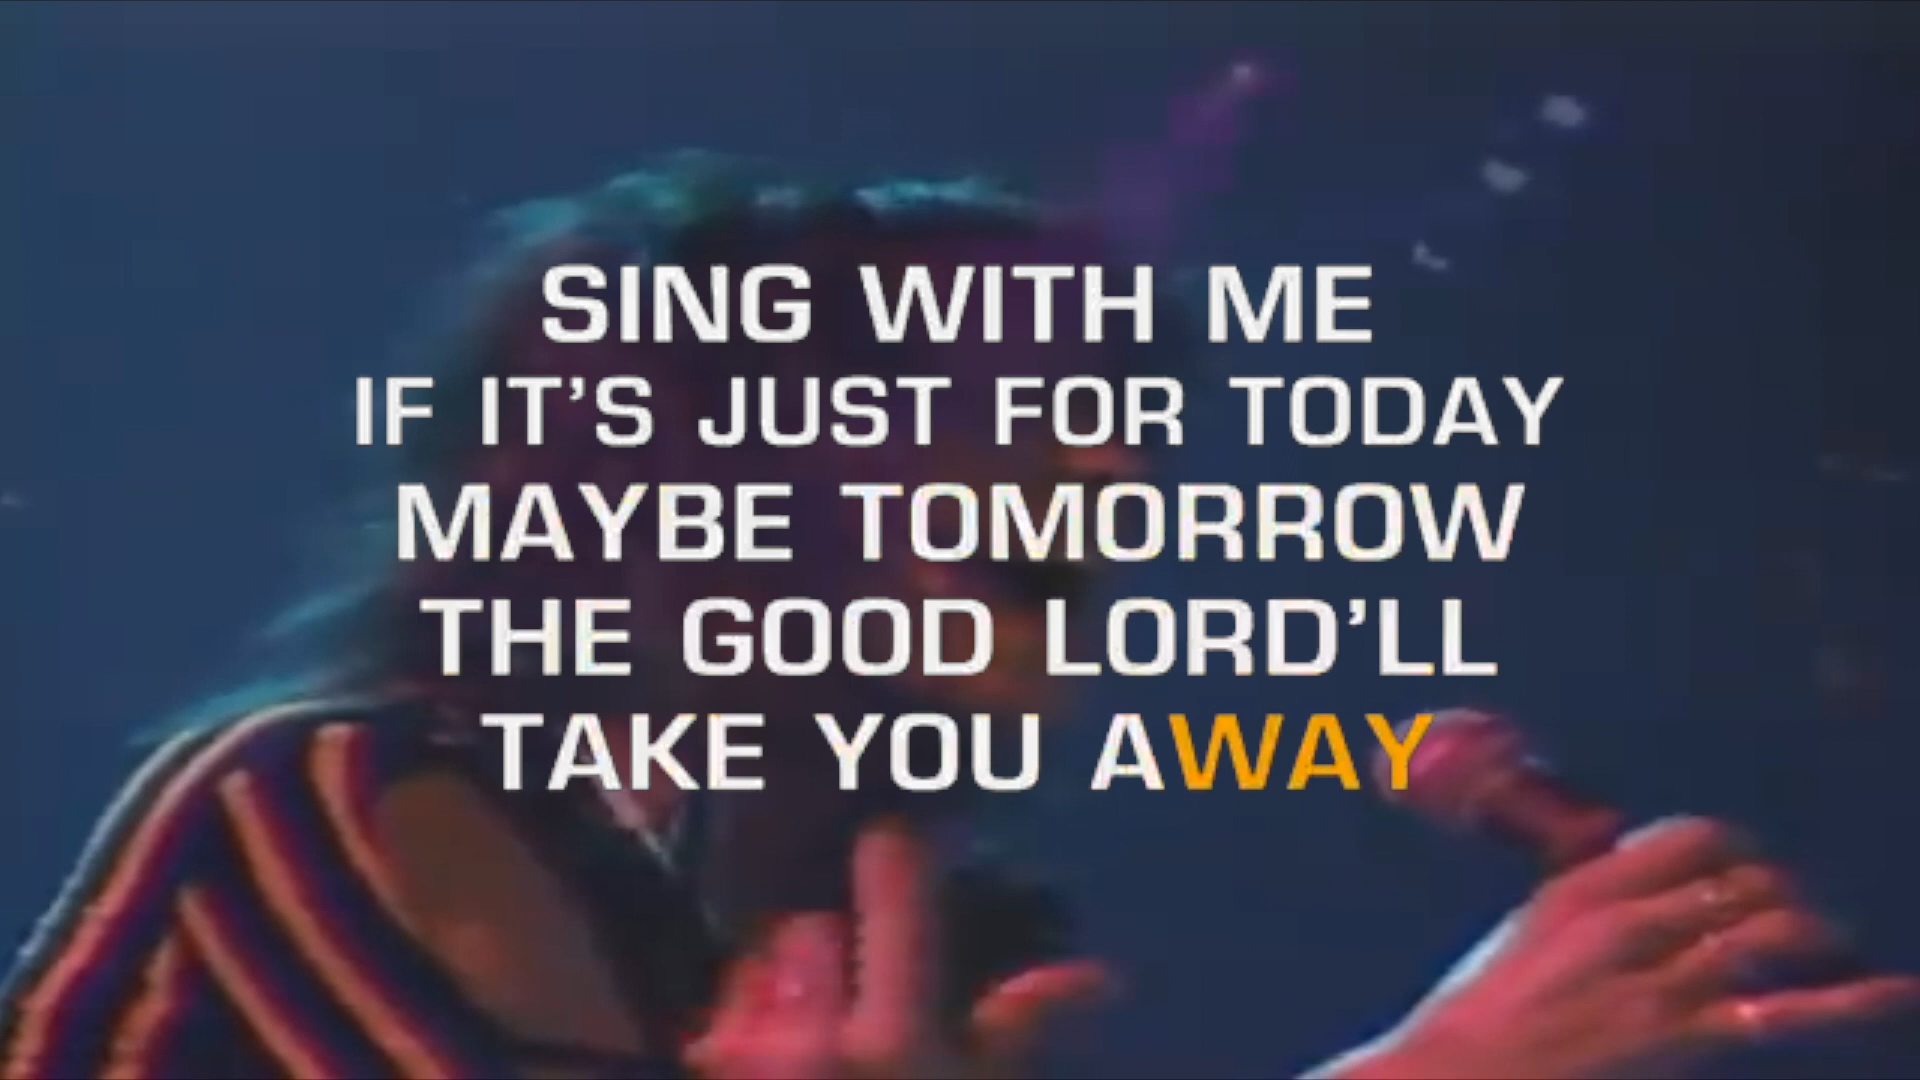 SING WITH ME
IF IT’S JUST FOR TODAY
MAYBE TOMORROW
THE GOOD LORD’LL
TAKE YOU AWAY